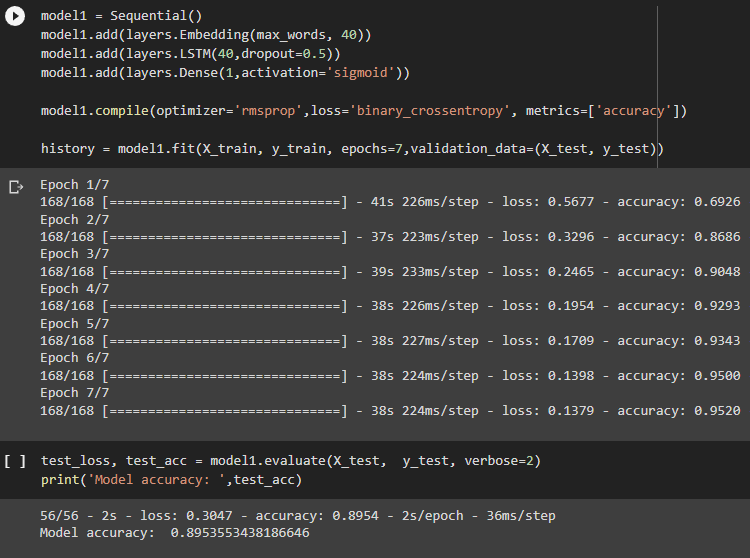 model1 = Sequential()
model1.add(layers.Embedding(max_words, 40))
model1.add(layers.LSTM(40,dropout=0.5))
model1.add(layers.Dense(1,activation='sigmoid'))
model1.compile(optimizer='rmsprop',loss='binary_crossentropy', metrics=['accuracy'])
history = model1.fit(X_train, y_train, epochs=7,validation_data=(X_test, y_test))
Epoch 1/7
168/168 [==============================] - 41s 226ms/step - loss: 0.5677 - accuracy: 0.6926
Epoch 2/7
168/168 [==============================] - 37s 223ms/step - loss: 0.3296 - accuracy: 0.8686
Epoch 3/7
168/168 [==============================] - 39s 233ms/step - loss: 0.2465 - accuracy: 0.9048
Epoch 4/7
168/168 [==============================] - 38s 226ms/step - loss: 0.1954 - accuracy: 0.9293
Epoch 5/7
168/168 [==============================] - 38s 227ms/step - loss: 0.1709 - accuracy: 0.9343
Epoch 6/7
168/168 [==============================] - 38s 224ms/step - loss: 0.1398 - accuracy: 0.9500
Epoch 7/7
168/168 [==============================] - 38s 224ms/step - loss: 0.1379 - accuracy: 0.9520
[ ] test_loss, test_acc = model1.evaluate(X_test,  y_test, verbose=2)
print('Model accuracy: ',test_acc)
56/56 - 2s - loss: 0.3047 - accuracy: 0.8954 - 2s/epoch - 36ms/step
Model accuracy:  0.8953553438186646